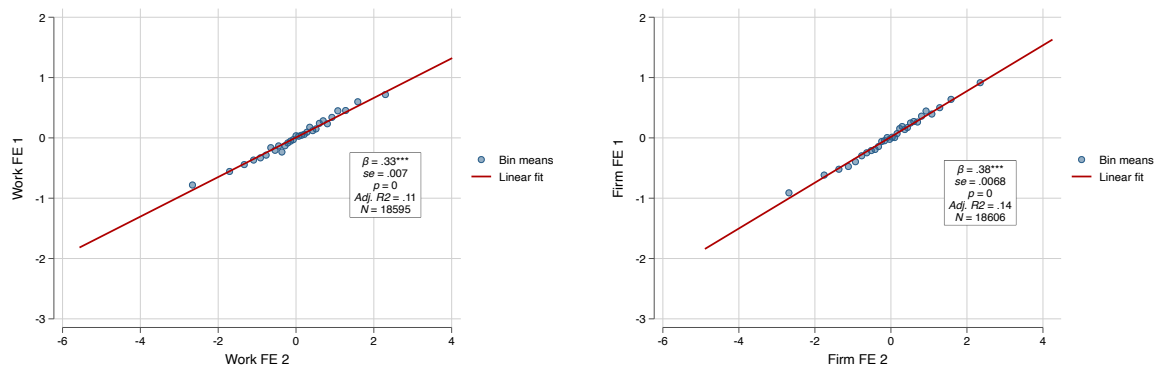 2
1
0
-1
-2
-3
Work FE 1
-6
-4
-2
0
2
4
Work FE 2
β = .33***
se = .007
p = 0
Adj. R2 = .11
N = 18595
Bin means
Linear fit
2
1
0
-1
-2
-3
Firm FE 1
-6
-4
-2
0
2
4
Firm FE 2
β = .38***
se = .0068
p = 0
Adj. R2 = .14
N = 18606
Bin means
Linear fit